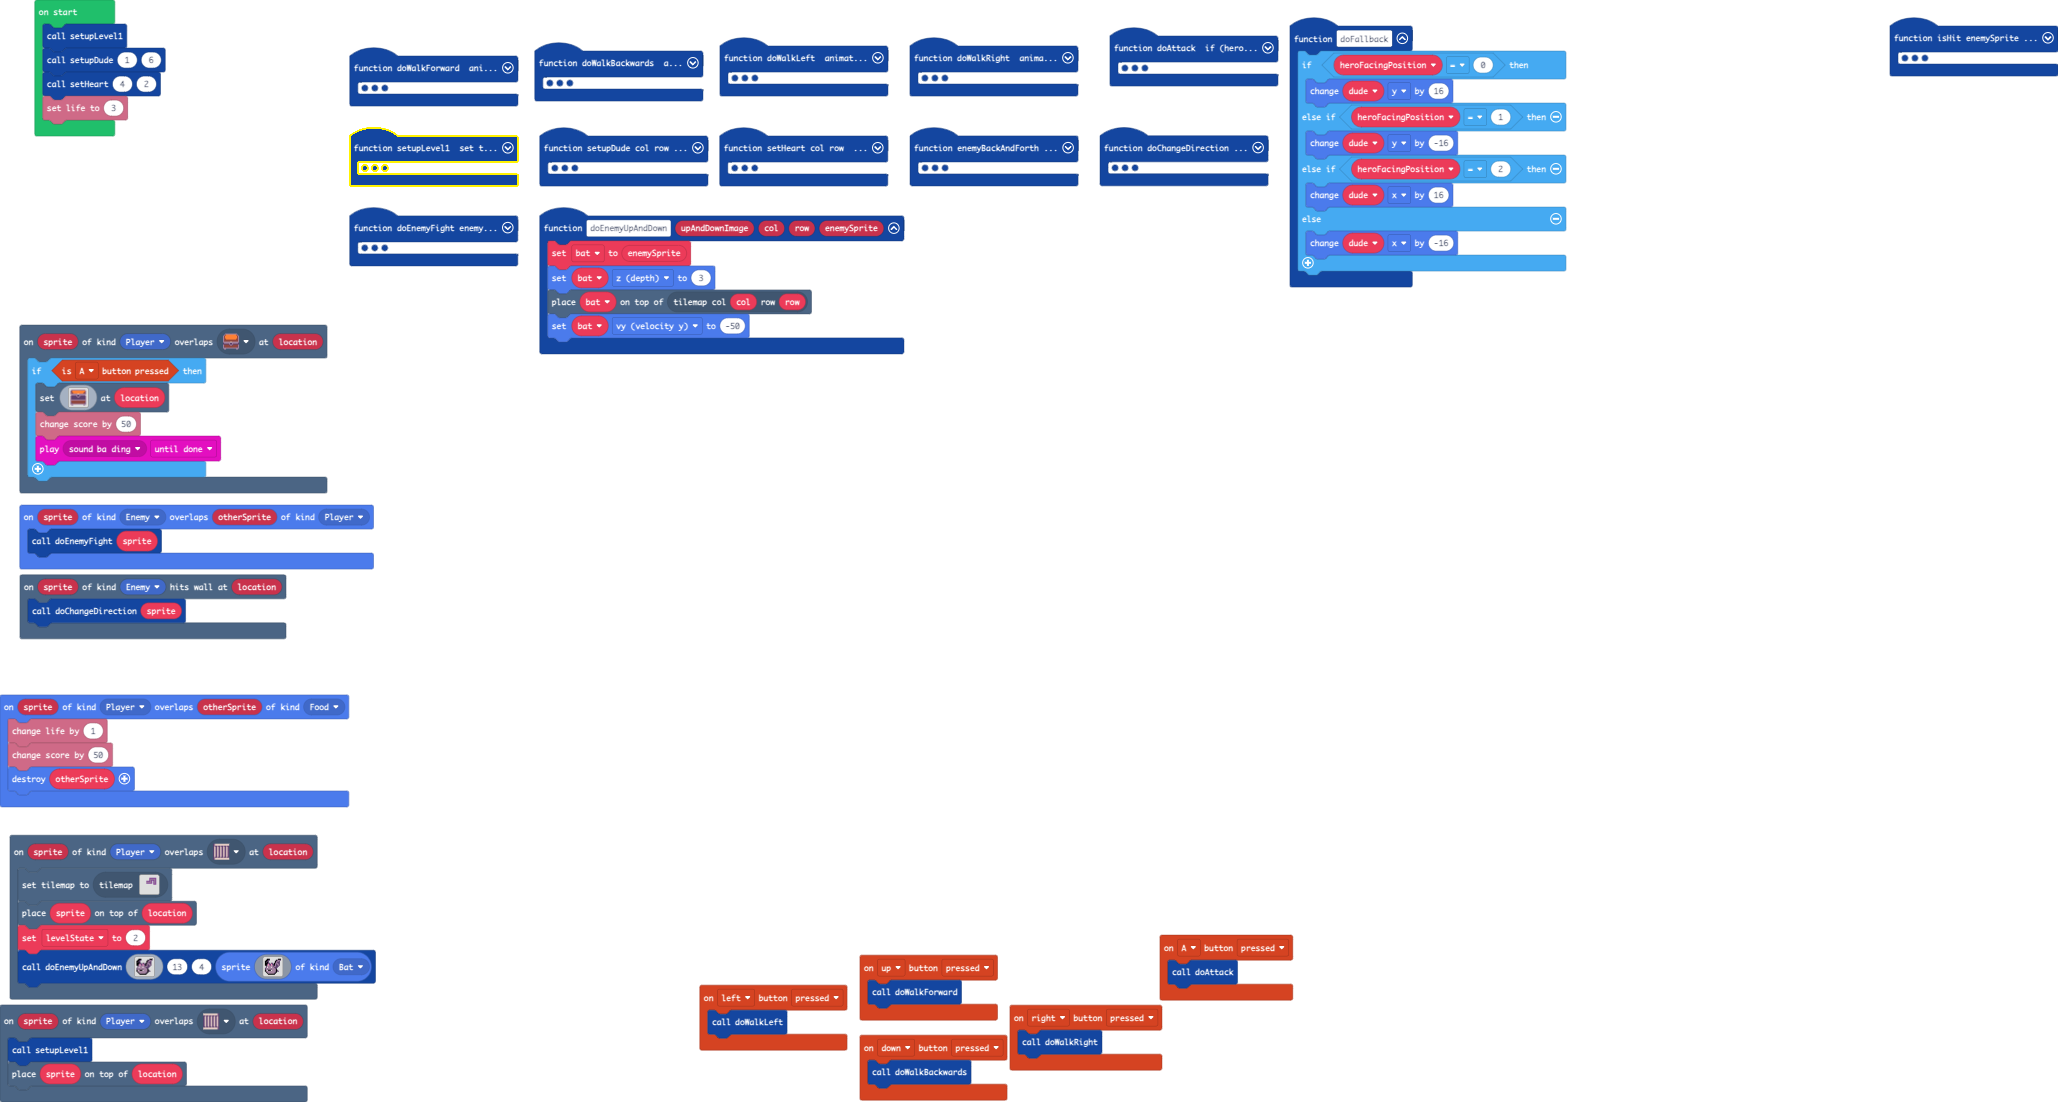 on start
call setupLevel1
call setupDude 1 6
call setHeart 4 2
set life to 3
function doWalkForward ani...
function doWalkBackwards a...
function doWalkLeft animat...
function doWalkRight anima...
function doAttack if (hero...
function setupLevel1 set t...
function setupDude col row ...
function setHeart col row ...
function enemyBackAndForth ...
function doChangeDirection ...
function doEnemyFight enemy...
function doEnemyUpAndDown upAndDownImage col row enemySprite
set bat to enemySprite
set bat z (depth) to 3
place bat on top of tilemap col col row row
set bat vy (velocity y) to -50
function doFallback
if heroFacingPosition = 0 then
change dude y by 16
else if heroFacingPosition = 1 then
change dude y by -16
else if heroFacingPosition = 2 then
change dude x by 16
else
change dude x by -16
function isHit enemySprite ...
on sprite of kind Player overlaps at location
if is A button pressed then
set at location
change score by 50
play sound ba ding until done
on sprite of kind Enemy overlaps otherSprite of kind Player
call doEnemyFight sprite
on sprite of kind Enemy hits wall at location
call doChangeDirection sprite
on sprite of kind Player overlaps otherSprite of kind Food
change life by 1
change score by 50
destroy otherSprite
on sprite of kind Player overlaps at location
set tilemap to tilemap
place sprite on top of location
set levelState to 2
call doEnemyUpAndDown 13 4 sprite of kind Bat
on sprite of kind Player overlaps at location
call setupLevel1
place sprite on top of location
on left button pressed
call doWalkLeft
on up button pressed
call doWalkForward
on down button pressed
call doWalkBackwards
on right button pressed
call doWalkRight
on A button pressed
call doAttack